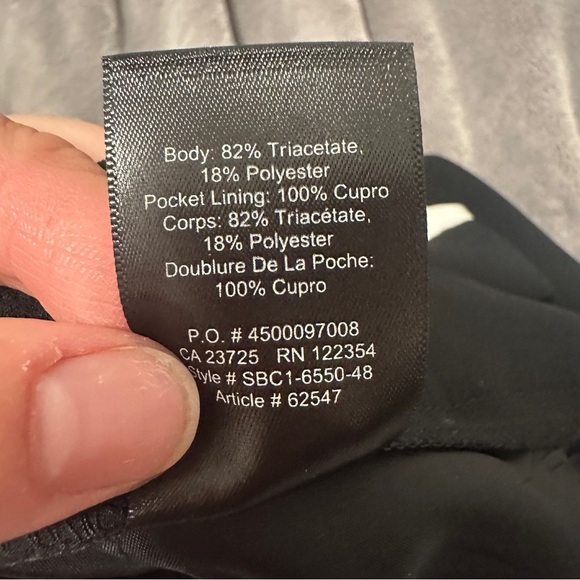 Body: 82% Triacetate,
18% Polyester
Pocket Lining: 100% Cupro
Corps: 82% Triacétate,
18% Polyester
Doublure De La Poche:
100% Cupro
P.O. # 4500097008
CA 23725 RN 122354
Style # SBC1-6550-48
Article # 62547